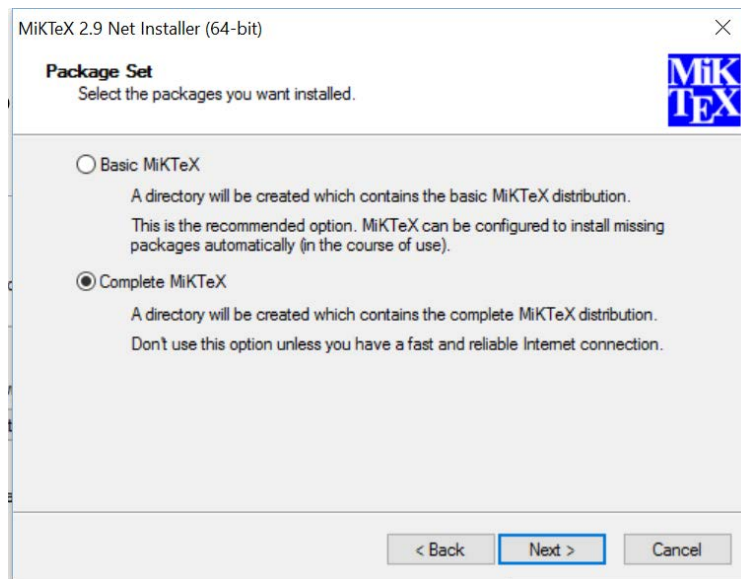 MiKTeX 2.9 Net Installer (64-bit)
Package Set
Select the packages you want installed.
MiK
TEX
Basic MiKTeX
A directory will be created which contains the basic MiKTeX distribution.
This is the recommended option. MiKTeX can be configured to install missing
packages automatically (in the course of use).
Complete MiKTeX
A directory will be created which contains the complete MiKTeX distribution.
Don't use this option unless you have a fast and reliable Internet connection.
< Back
Next >
Cancel